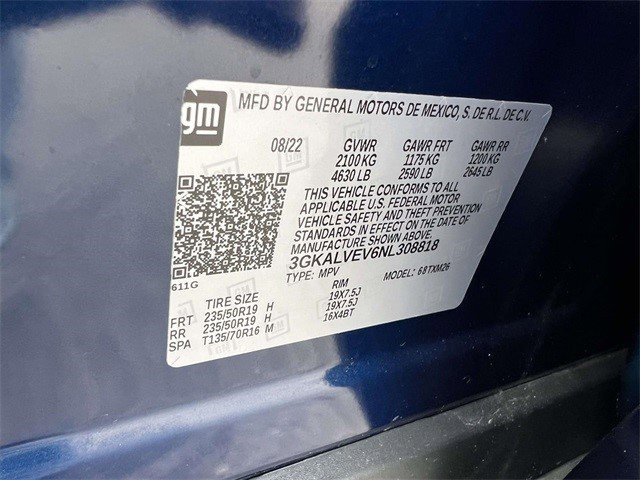 gm MFD BY GENERAL MOTORS DE MEXICO, S. DE R.L. DE C.V.
08/22 GVWR GAWR FRT GAWR RR
2100 KG 1175 KG 1200 KG
4630 LB 2590 LB 2645 LB
THIS VEHICLE CONFORMS TO ALL
APPLICABLE U.S. FEDERAL MOTOR
VEHICLE SAFETY AND THEFT PREVENTION
STANDARDS IN EFFECT ON THE DATE OF
MANUFACTURE SHOWN ABOVE.
3GKALVEV6NL308818
611G TYPE: MPV MODEL: 68TXM26
TIRE SIZE RIM
FRT 235/50R19 H 19X7.5J
RR 235/50R19 H 19X7.5J
SPA T135/70R16 M 16X4BT